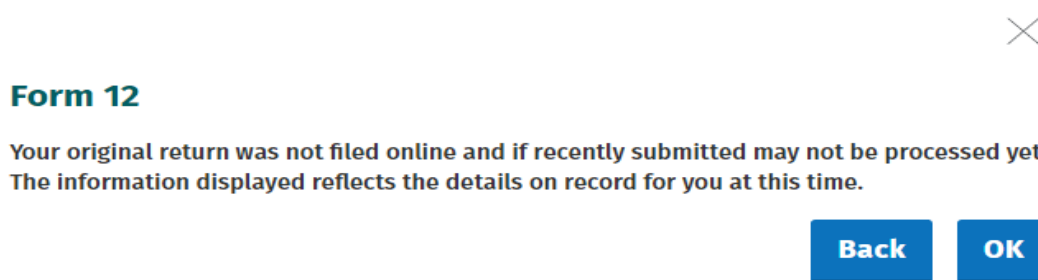 Form 12
Your original return was not filed online and if recently submitted may not be processed yet
The information displayed reflects the details on record for you at this time.
Back OK